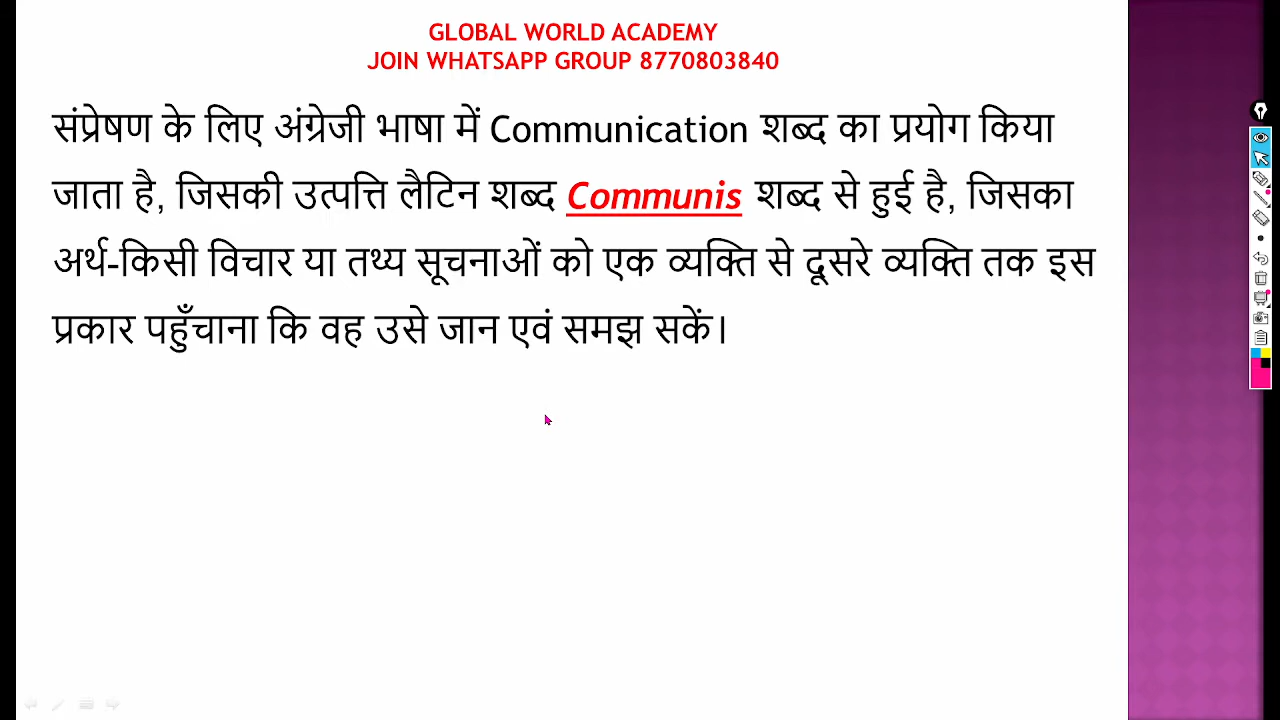 GLOBAL WORLD ACADEMY
JOIN WHATSAPP GROUP 8770803840
संप्रेषण के लिए अंग्रेजी भाषा में Communication शब्द का प्रयोग किया
जाता है, जिसकी उत्पत्ति लैटिन शब्द Communis शब्द से हुई है, जिसका
अर्थ-किसी विचार या तथ्य सूचनाओं को एक व्यक्ति से दूसरे व्यक्ति तक इस
प्रकार पहुँचाना कि वह उसे जान एवं समझ सकें।